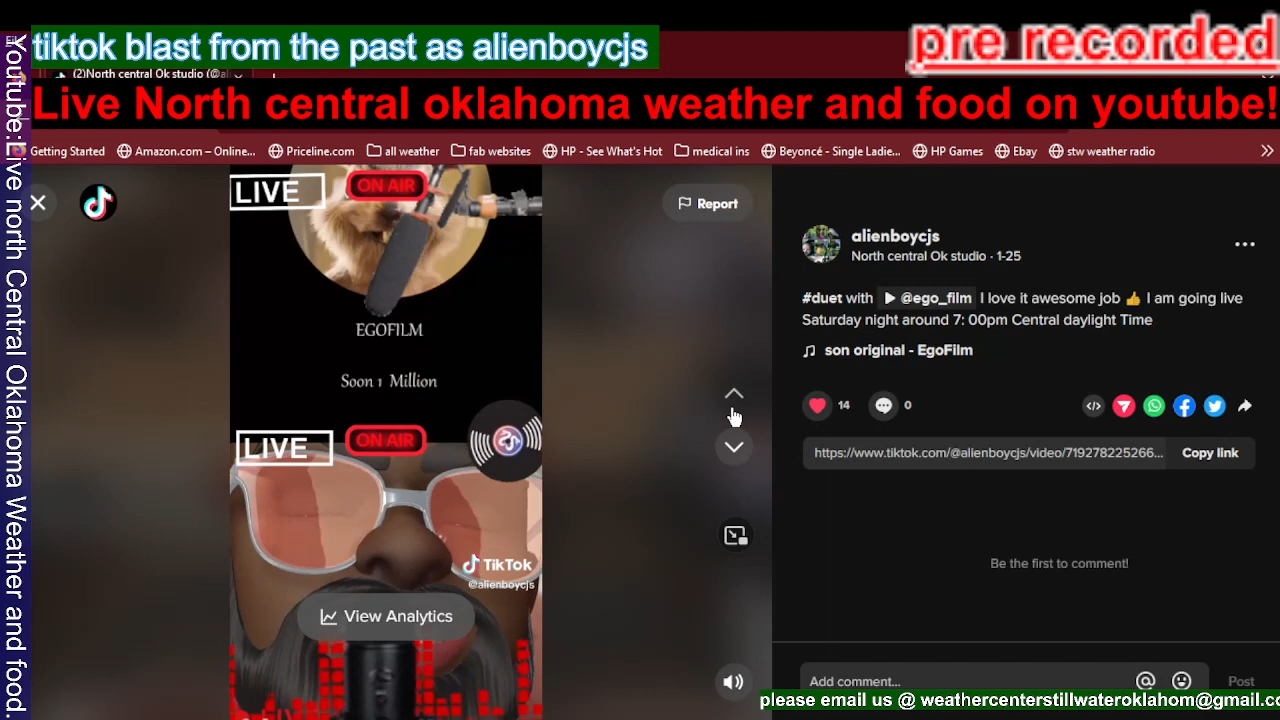 tiktok blast from the past as alienboycjs
pre recorded
(2)North central Ok studio (@al
Live North central oklahoma weather and food on youtube!
Youtube:Live north Central Oklahoma Weather and food.
Getting Started
Amazon.com – Online...
Priceline.com
all weather
fab websites
HP - See What's Hot
medical ins
Beyoncé - Single Ladie...
HP Games
Ebay
stw weather radio
LIVE
ON AIR
Report
EGOFILM
Soon 1 Million
LIVE
ON AIR
TikTok
@alienboycjs
View Analytics
alienboycjs
North central Ok studio · 1-25
#duet with @ego_film I love it awesome job 👍 I am going live
Saturday night around 7: 00pm Central daylight Time
son original - EgoFilm
14
0
https://www.tiktok.com/@alienboycjs/video/719278225266...
Copy link
Be the first to comment!
Add comment...
Post
please email us @ weathercenterstillwateroklahom@gmail.co